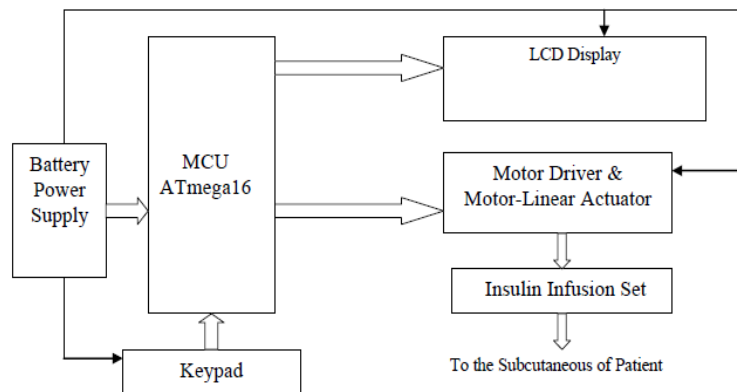 LCD Display
Battery
Power
Supply
MCU
ATmega16
Motor Driver &
Motor-Linear Actuator
Insulin Infusion Set
Keypad
To the Subcutaneous of Patient